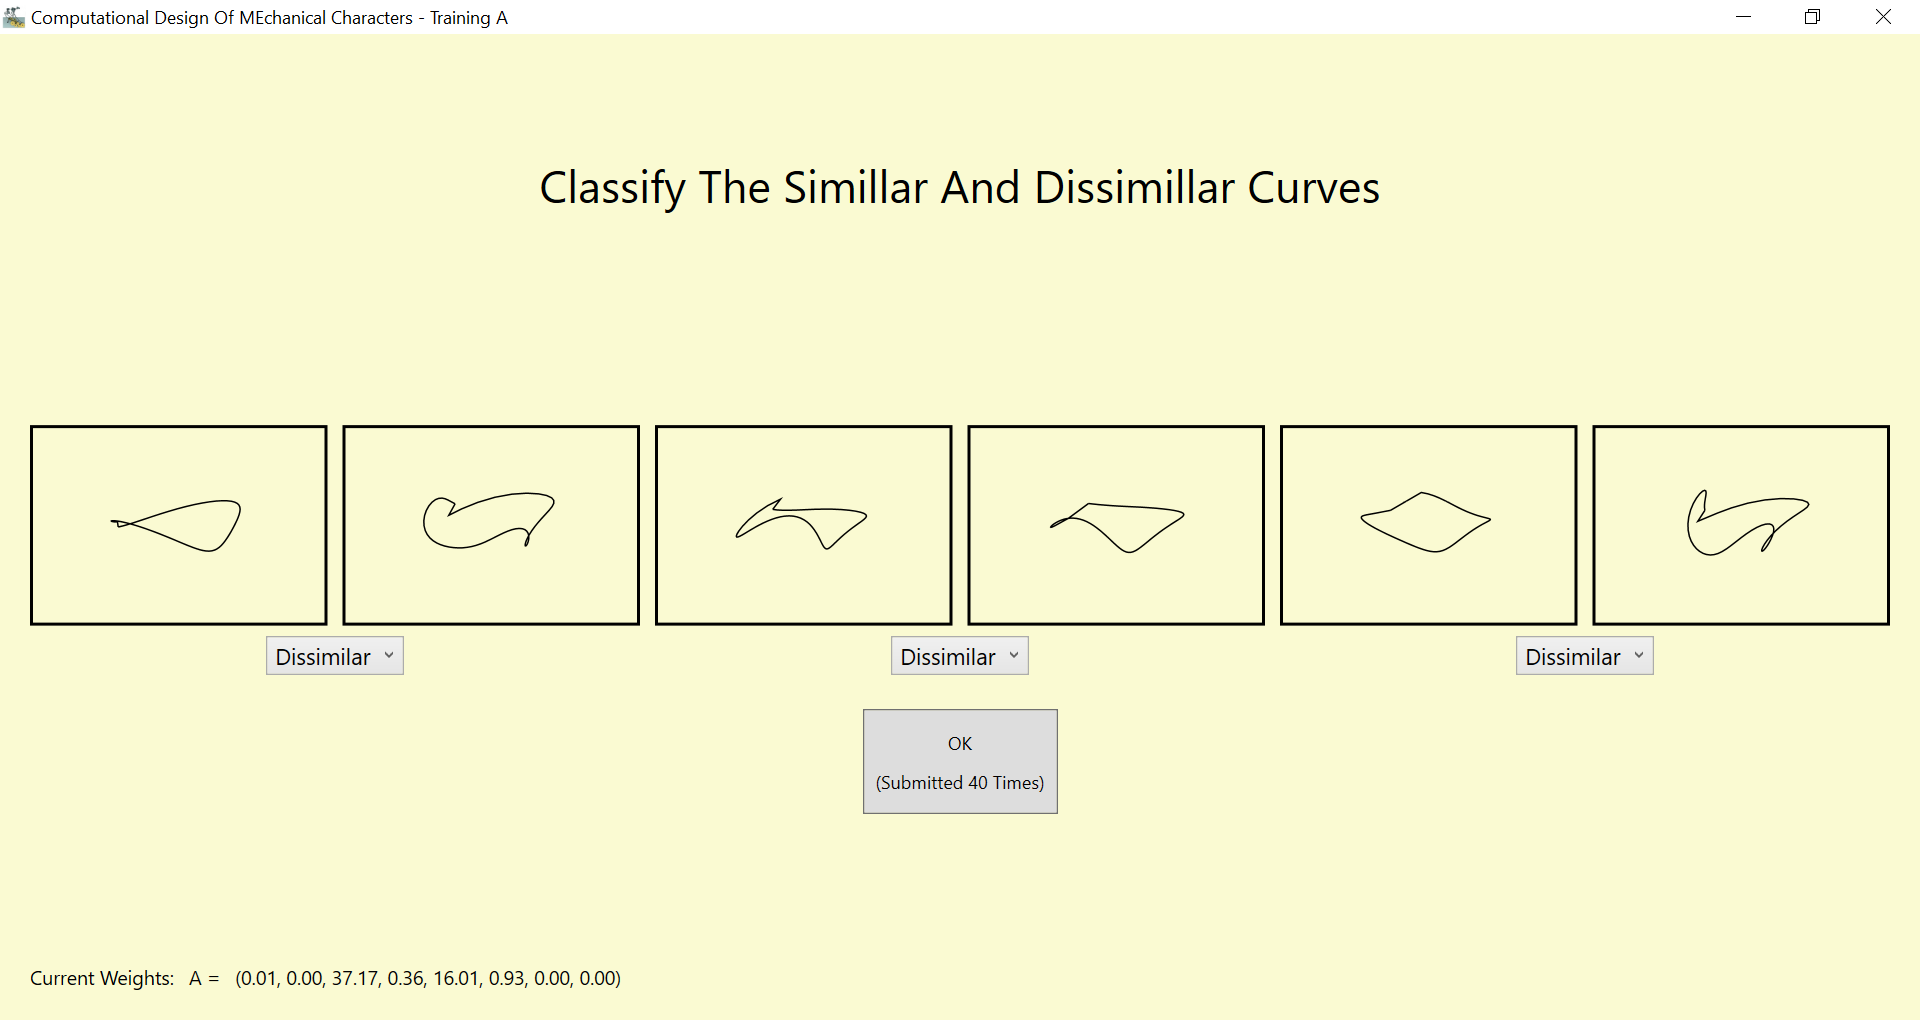 Computational Design Of MEchanical Characters - Training A
Classify The Simillar And Dissimillar Curves
Dissimilar
Dissimilar
Dissimilar
OK
(Submitted 40 Times)
Current Weights:   A =   (0.01, 0.00, 37.17, 0.36, 16.01, 0.93, 0.00, 0.00)